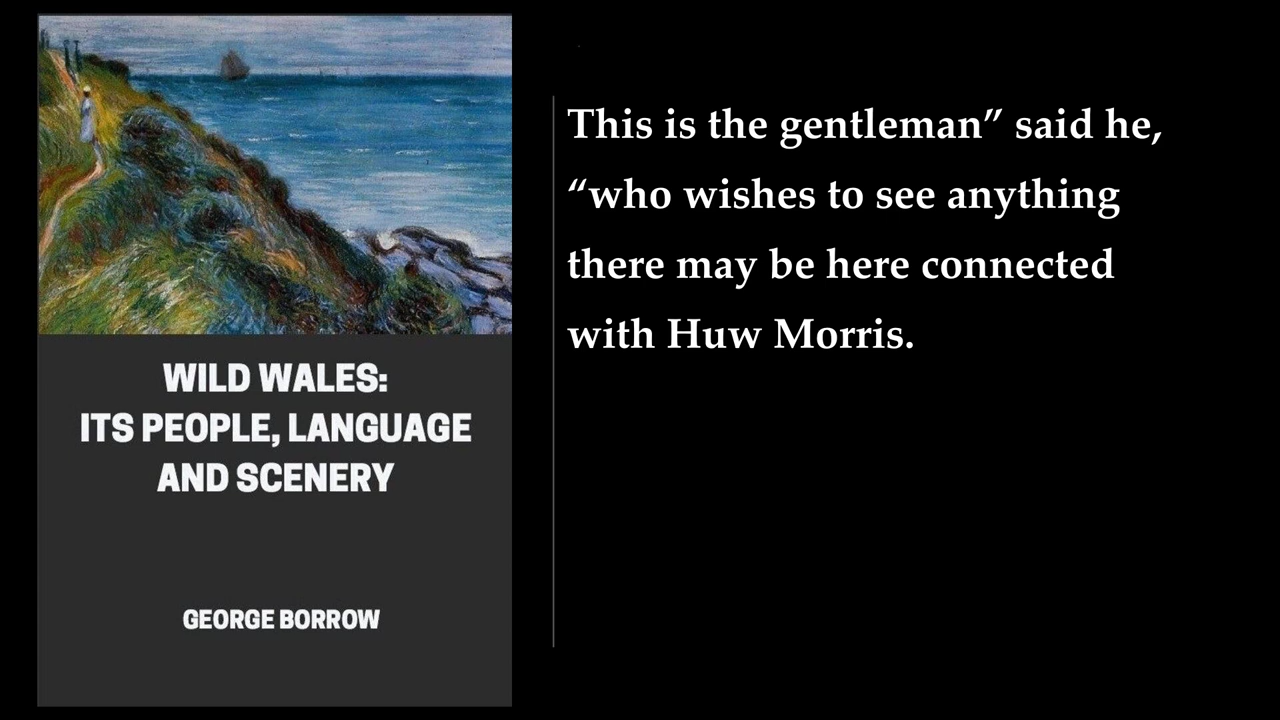 WILD WALES:
ITS PEOPLE, LANGUAGE
AND SCENERY
GEORGE BORROW
This is the gentleman” said he,
“who wishes to see anything
there may be here connected
with Huw Morris.